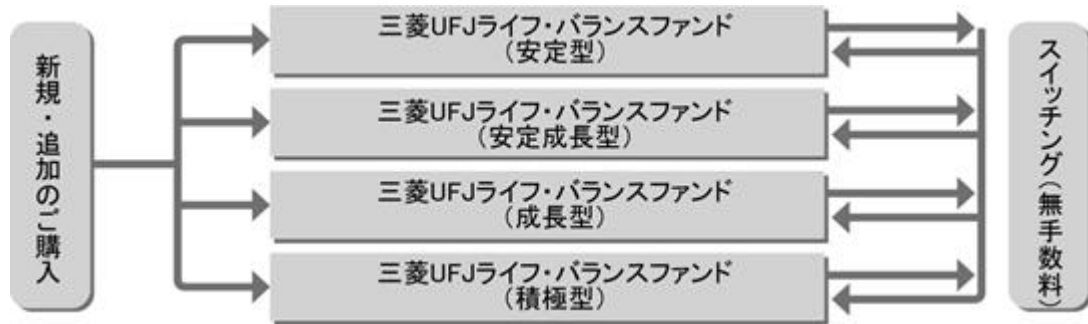 新規・追加のご購入
三菱UFJライフ・バランスファンド
（安定型）
三菱UFJライフ・バランスファンド
（安定成長型）
三菱UFJライフ・バランスファンド
（成長型）
三菱UFJライフ・バランスファンド
（積極型）
スイッチング（無手数料）